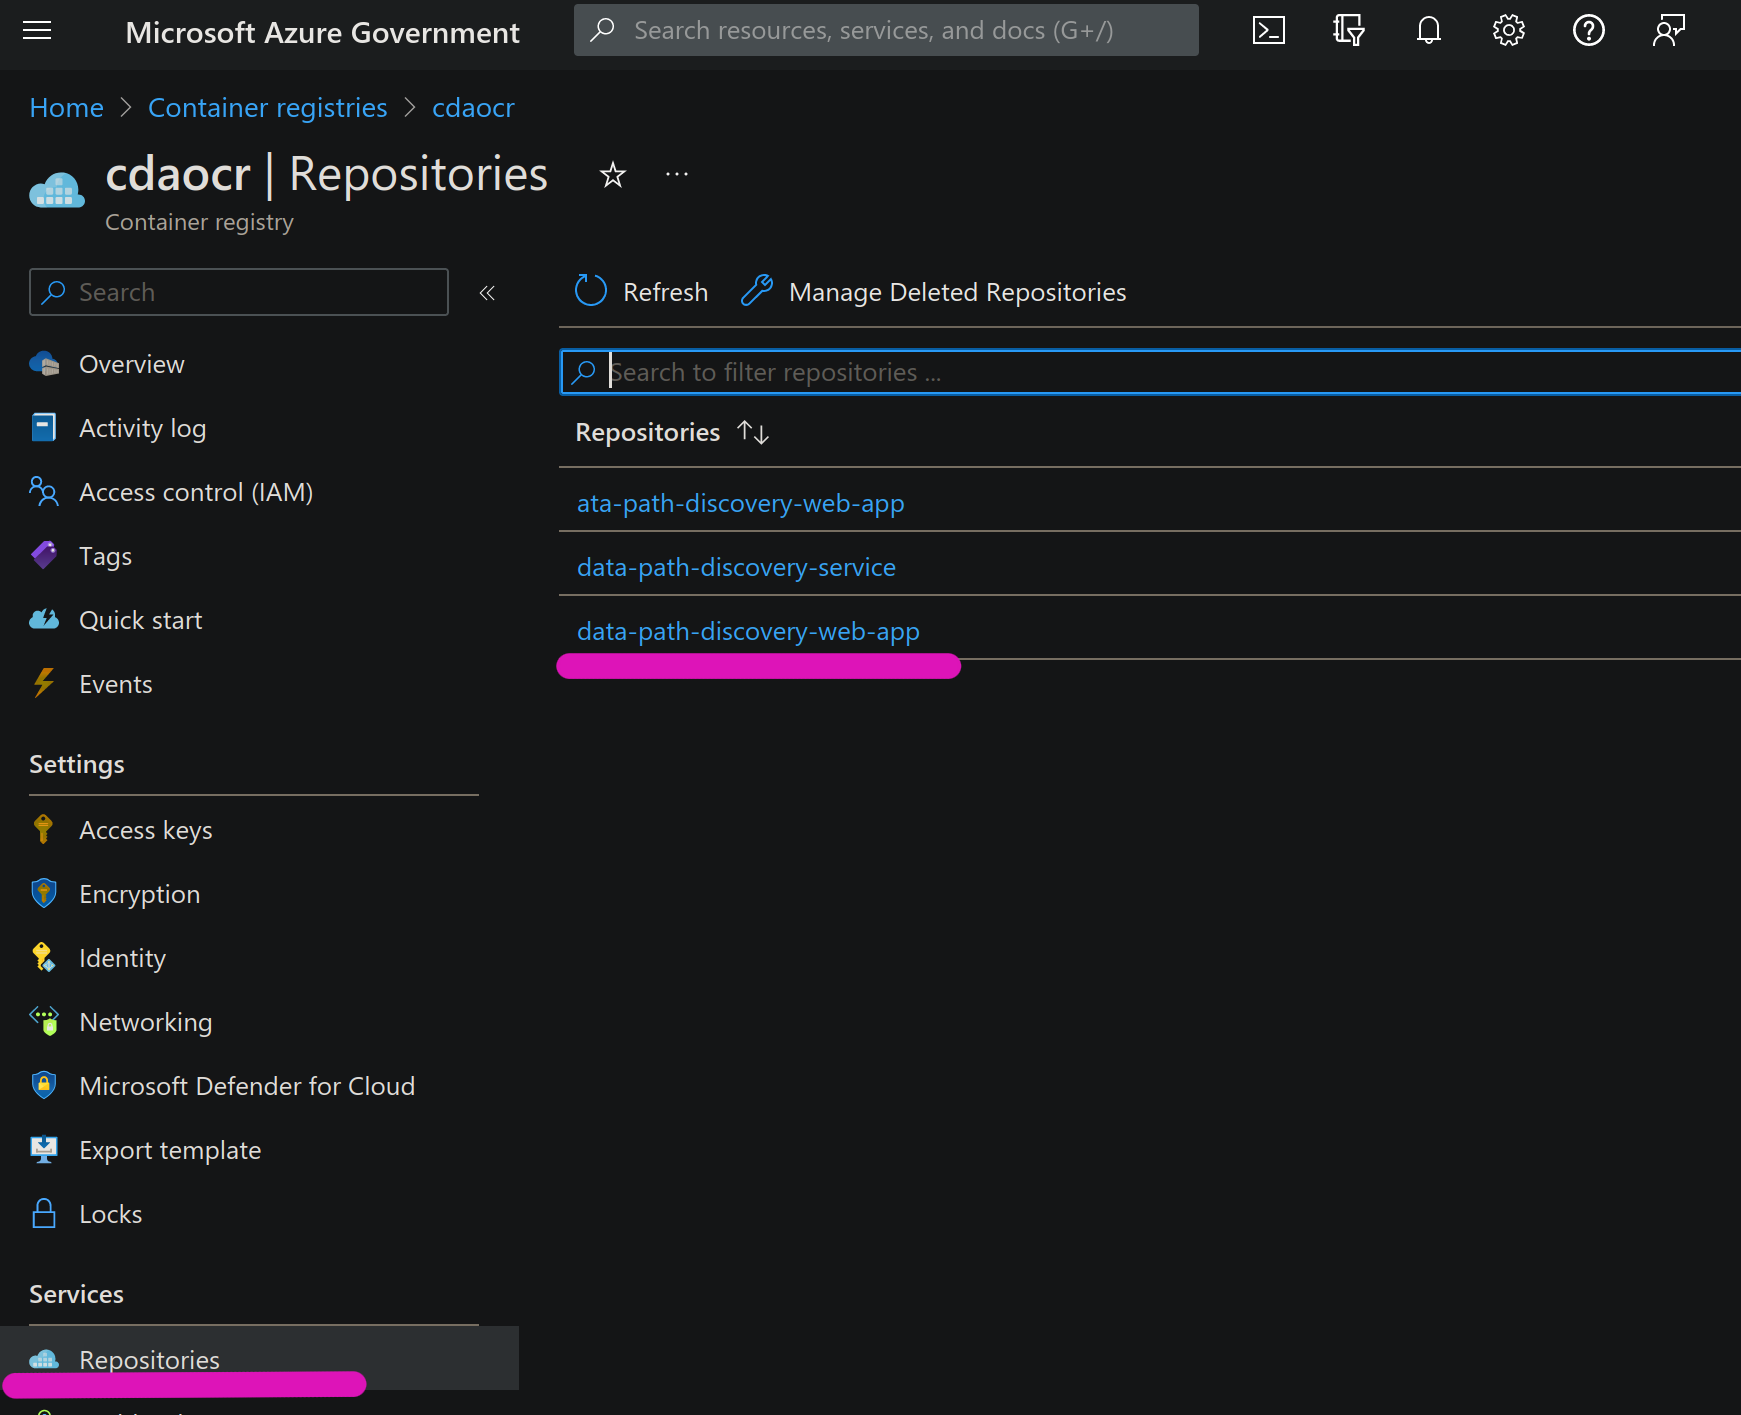 Microsoft Azure Government
Search resources, services, and docs (G+/)
Home > Container registries > cdaocr
cdaocr | Repositories
...
Container registry
Search
«
Refresh
Manage Deleted Repositories
Overview
Search to filter repositories ...
Activity log
Repositories ↑↓
Access control (IAM)
ata-path-discovery-web-app
Tags
data-path-discovery-service
Quick start
data-path-discovery-web-app
Events
Settings
Access keys
Encryption
Identity
Networking
Microsoft Defender for Cloud
Export template
Locks
Services
Repositories